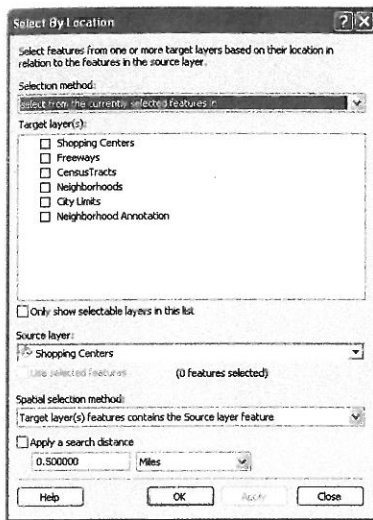 Select By Location
Select features from one or more target layers based on their location in
relation to the features in the source layer.
Selection method:
select from the currently selected features in
Target layer(s):
Shopping Centers
Freeways
CensusTracts
Neighborhoods
City Limits
Neighborhood Annotation
Only show selectable layers in this list
Source layer:
Shopping Centers
Use selected features (0 features selected)
Spatial selection method:
Target layer(s) features contains the Source layer feature
Apply a search distance
0.500000 Miles
Help OK Apply Close